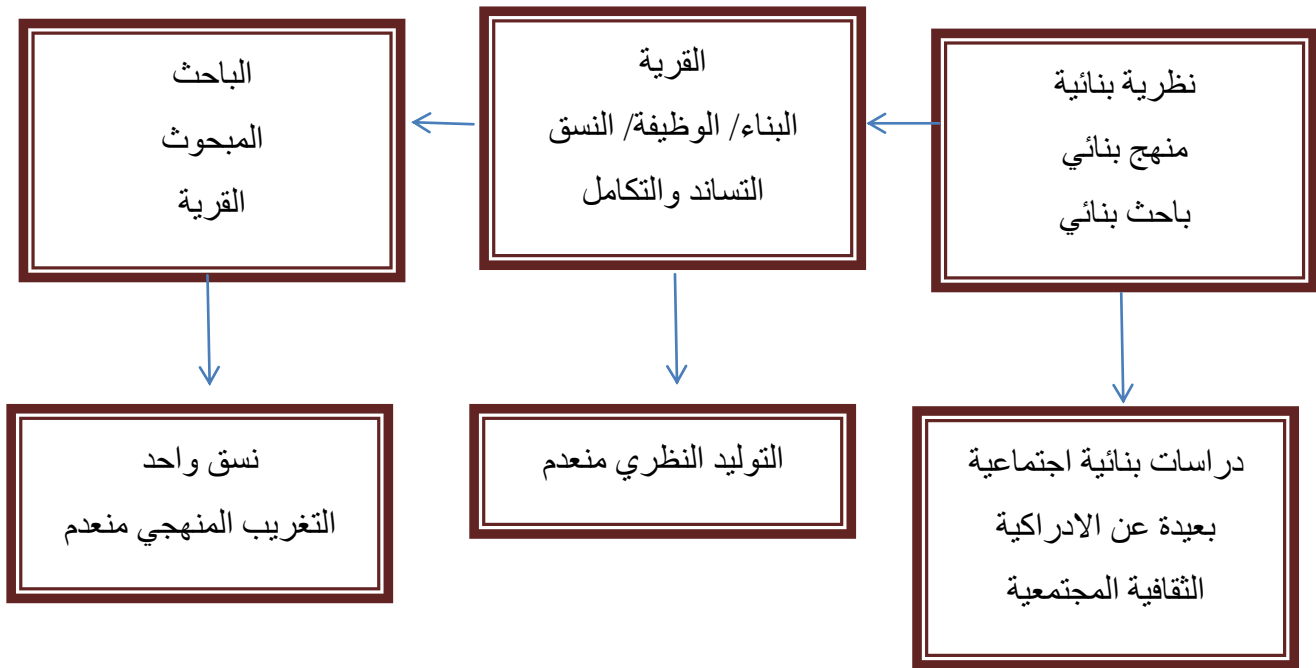 نظرية بنائية
منهج بنائي
باحث بنائي
القرية
البناء/ الوظيفة/ النسق
التساند والتكامل
الباحث
المبحوث
القرية
دراسات بنائية اجتماعية
بعيدة عن الادراكية
الثقافية المجتمعية
التوليد النظري منعدم
نسق واحد
التغريب المنهجي منعدم